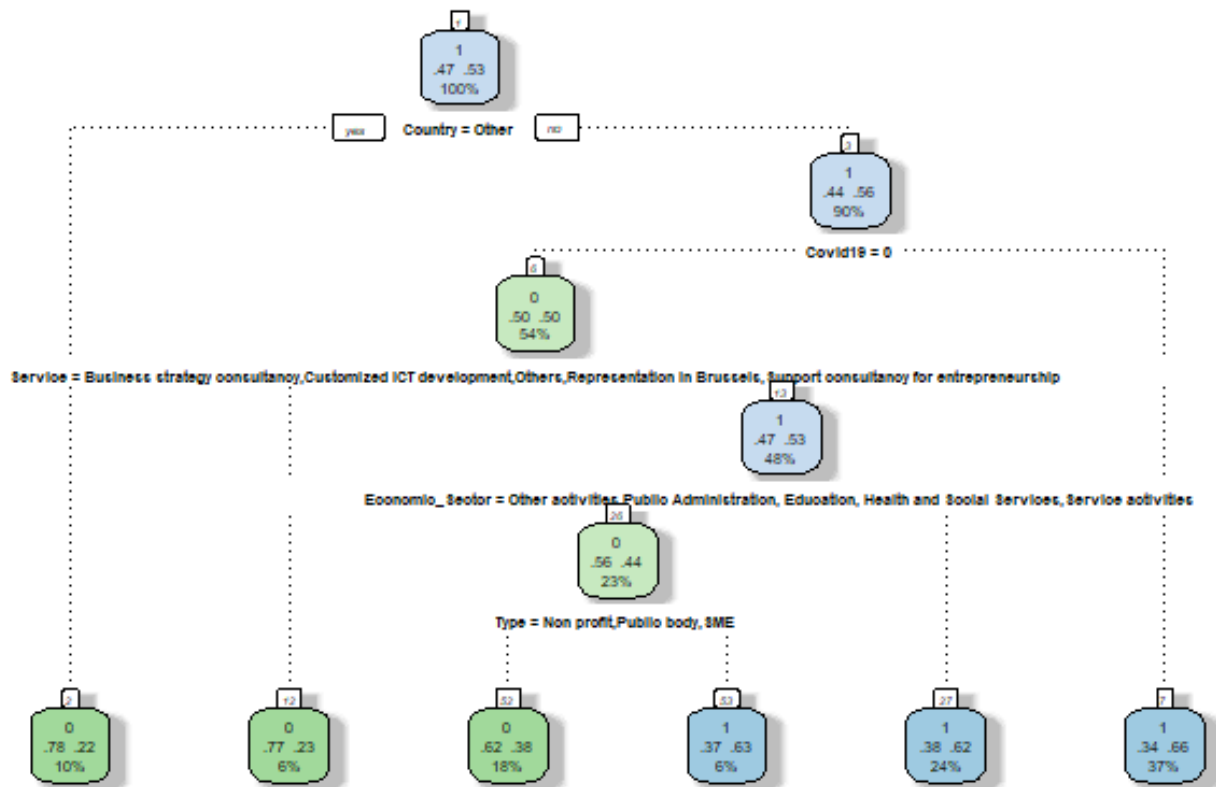 1
1
.47 .53
100%
yes Country = Other no
3
1
.44 .56
90%
Covid19 = 0
6
0
.50 .50
54%
Service = Business strategy consultancy,Customized ICT development,Others,Representation in Brussels,Support consultancy for entrepreneurship
13
1
.47 .53
48%
Economic_Sector = Other activities,Public Administration, Education, Health and Social Services,Service activities
26
0
.56 .44
23%
Type = Non profit,Public body,SME
2 12 52 53 27 7
0 0 0 1 1 1
.78 .22 .77 .23 .62 .38 .37 .63 .38 .62 .34 .66
10% 6% 18% 6% 24% 37%